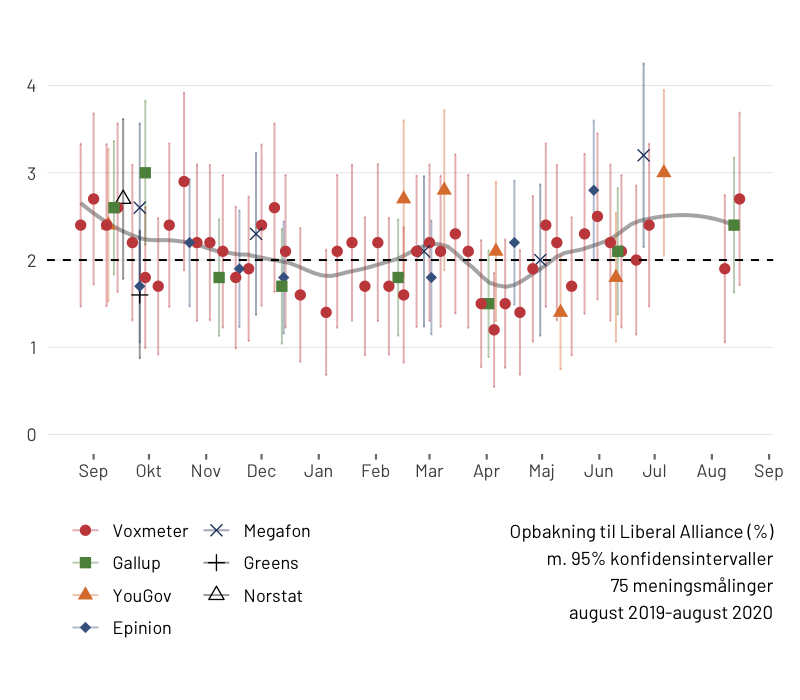 4
3
2
1
0
Sep Okt Nov Dec Jan Feb Mar Apr Maj Jun Jul Aug Sep
Voxmeter Megafon
Gallup Greens
YouGov Norstat
Epinion
Opbakning til Liberal Alliance (%)
m. 95% konfidensintervaller
75 meningsmålinger
august 2019-august 2020